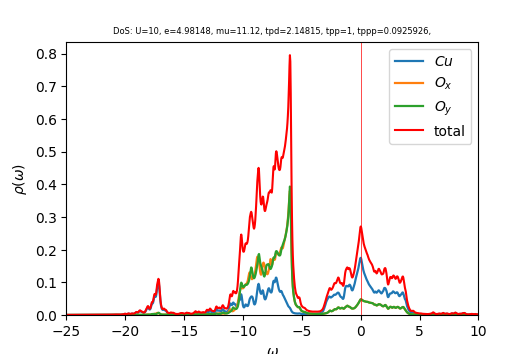 DoS: U=10, e=4.98148, mu=11.12, tpd=2.14815, tpp=1, tppp=0.0925926,
Cu
Oₓ
O_y
total
ρ(ω)
0.8
0.7
0.6
0.5
0.4
0.3
0.2
0.1
0.0
−25 −20 −15 −10 −5 0 5 10
ω